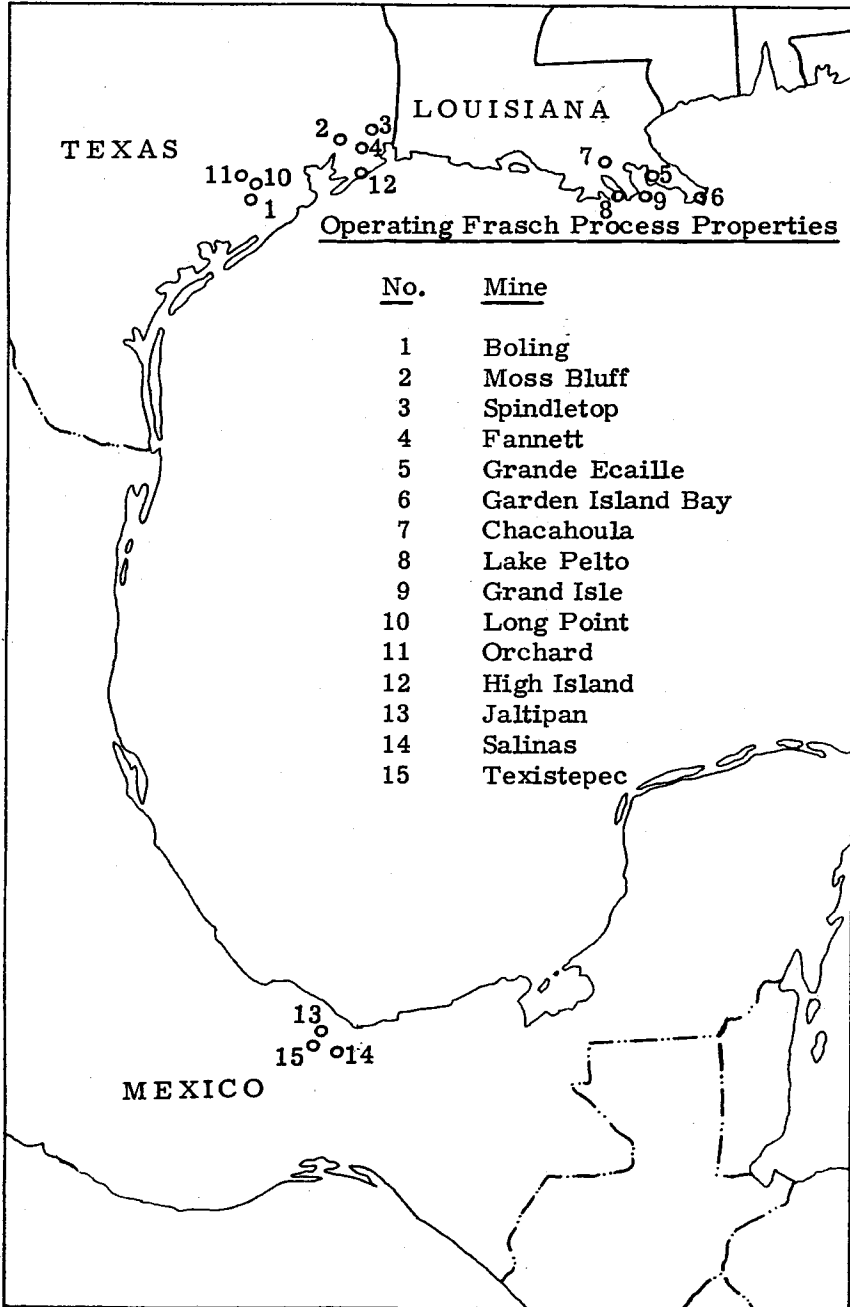 LOUISIANA
TEXAS
2
3
4
12
11
10
1
7
5
8
9
6
Operating Frasch Process Properties
No. Mine
1 Boling
2 Moss Bluff
3 Spindletop
4 Fannett
5 Grande Ecaille
6 Garden Island Bay
7 Chacahoula
8 Lake Pelto
9 Grand Isle
10 Long Point
11 Orchard
12 High Island
13 Jaltipan
14 Salinas
15 Texistepec
13
15
14
MEXICO